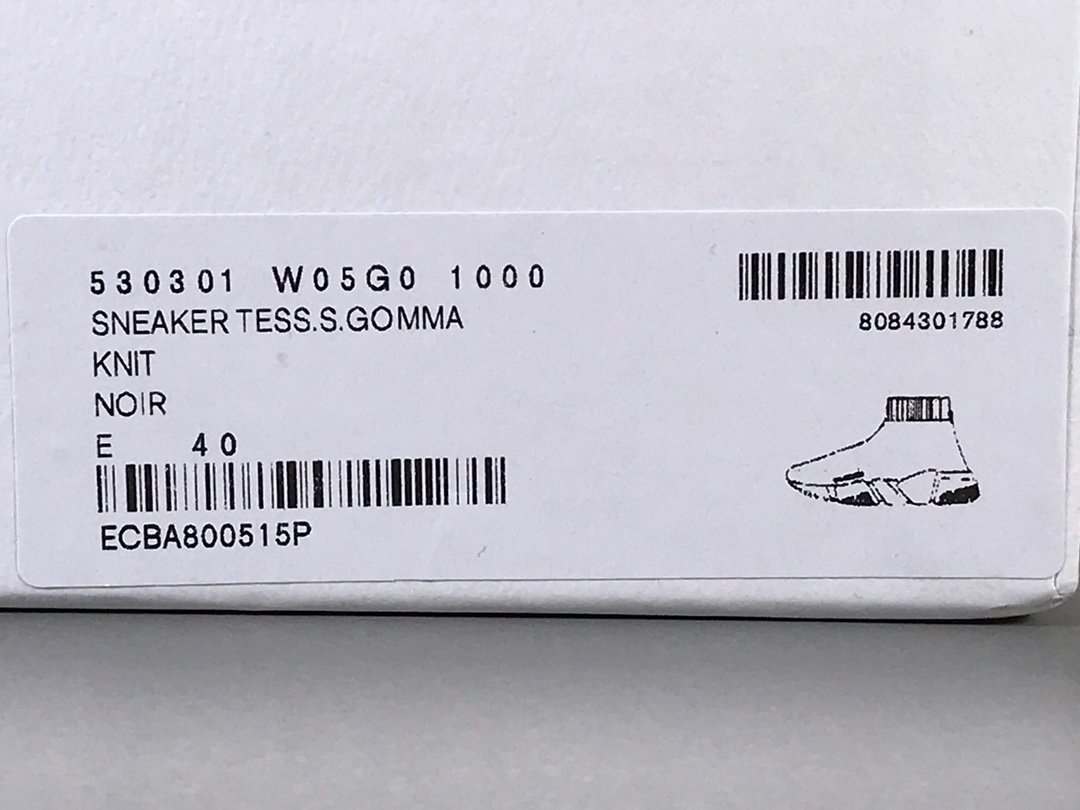 530301 W05G0 1000
SNEAKER TESS.S.GOMMA
KNIT
NOIR
E 40
ECBA800515P
8084301788